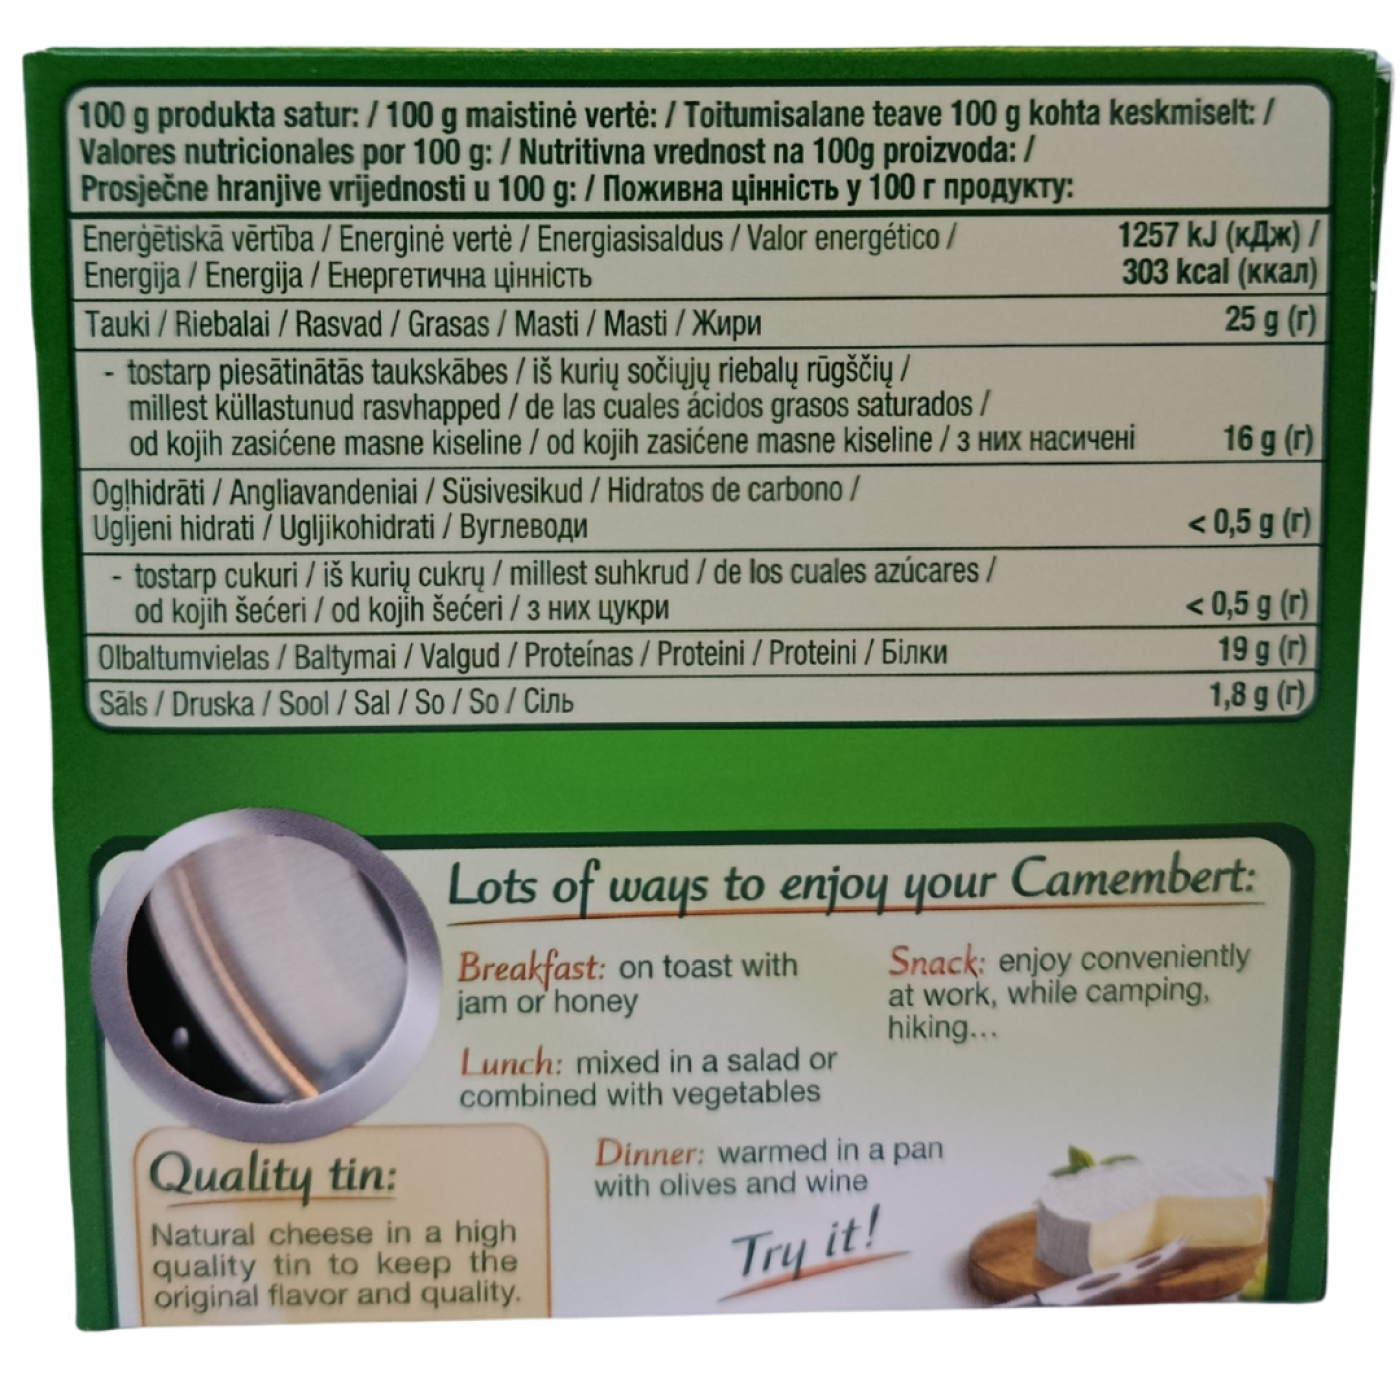 100 g produkta satur: / 100 g maistinė vertė: / Toitumisalane teave 100 g kohta keskmiselt: /
Valores nutricionales por 100 g: / Nutritivna vrednost na 100g proizvoda: /
Prosječne hranjive vrijednosti u 100 g: / Поживна цінність у 100 г продукту:
Enerģētiskā vērtība / Energinė vertė / Energiasisaldus / Valor energético /
Energija / Energija / Енергетична цінність
1257 kJ (кДж) /
303 kcal (ккал)
Tauki / Riebalai / Rasvad / Grasas / Masti / Masti / Жири 25 g (г)
- tostarp piesātinātās taukskābes / iš kurių sočiųjų riebalų rūgščių /
millest küllastunud rasvhapped / de las cuales ácidos grasos saturados /
od kojih zasićene masne kiseline / od kojih zasićene masne kiseline / з них насичені 16 g (г)
Ogļhidrāti / Angliavandeniai / Süsivesikud / Hidratos de carbono /
Ugljeni hidrati / Ugljikohidrati / Вуглеводи < 0,5 g (г)
- tostarp cukuri / iš kurių cukrų / millest suhkrud / de los cuales azúcares /
od kojih šećeri / od kojih šećeri / з них цукри < 0,5 g (г)
Olbaltumvielas / Baltymai / Valgud / Proteínas / Proteini / Proteini / Білки 19 g (г)
Sāls / Druska / Sool / Sal / So / So / Сіль 1,8 g (г)
Lots of ways to enjoy your Camembert:
Breakfast: on toast with
jam or honey
Snack: enjoy conveniently
at work, while camping,
hiking...
Lunch: mixed in a salad or
combined with vegetables
Dinner: warmed in a pan
with olives and wine
Try it!
Quality tin:
Natural cheese in a high
quality tin to keep the
original flavor and quality.